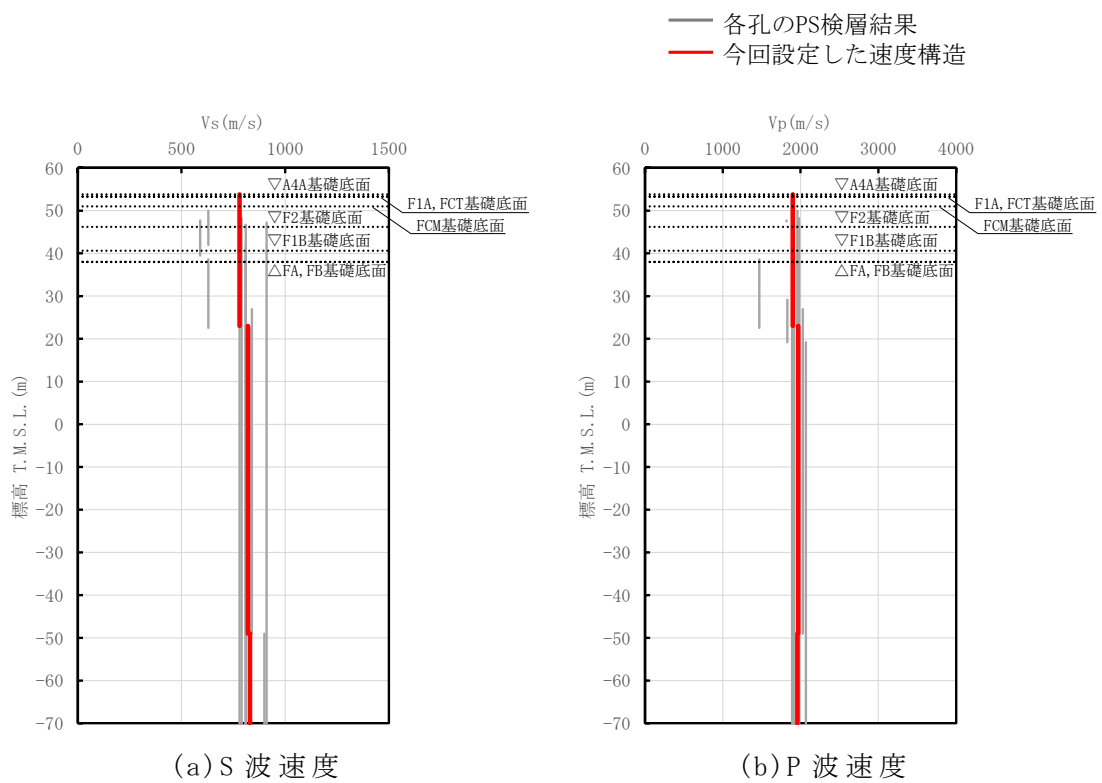 各孔のPS検層結果
今回設定した速度構造
Vs(m/s)
0 500 1000 1500
60
50
40
30
20
10
0
-10
-20
-30
-40
-50
-60
-70
標高 T.M.S.L.(m)
▽A4A基礎底面
F1A,FCT基礎底面
FCM基礎底面
▽F2基礎底面
▽F1B基礎底面
△FA,FB基礎底面
(a)S波速度
Vp(m/s)
0 1000 2000 3000 4000
60
50
40
30
20
10
0
-10
-20
-30
-40
-50
-60
-70
標高 T.M.S.L.(m)
▽A4A基礎底面
F1A,FCT基礎底面
FCM基礎底面
▽F2基礎底面
▽F1B基礎底面
△FA,FB基礎底面
(b)P波速度